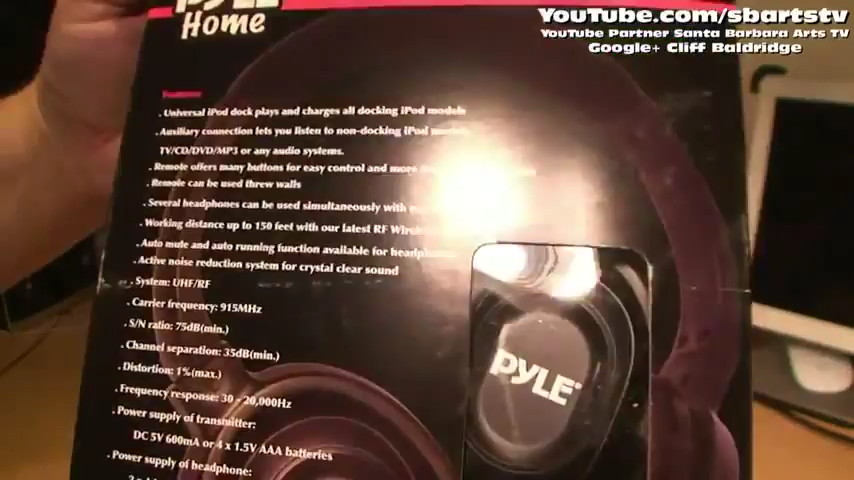 PYLE
Home
YouTube.com/sbartstv
YouTube Partner Santa Barbara Arts TV
Google+ Cliff Baldridge
Features
. Universal iPod dock plays and charges all docking iPod models
. Auxiliary connection lets you listen to non-docking iPod models
TV/CD/DVD/MP3 or any audio systems.
. Remote offers many buttons for easy control and more
. Remote can be used threw walls
. Several headphones can be used simultaneously with
. Working distance up to 150 feet with our latest RF
. Auto mute and auto running function available for
. Active noise reduction system for crystal clear sound
. System: UHF/RF
. Carrier frequency: 915MHz
. S/N ratio: 75dB(min.)
. Channel separation: 35dB(min.)
. Distortion: 1%(max.)
. Frequency response: 30 - 20,000Hz
. Power supply of transmitter:
DC 5V 600mA or 4 x 1.5V AAA batteries
. Power supply of headphone:
PYLE®